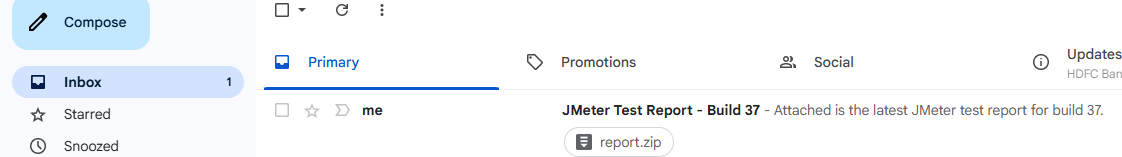 Compose
Inbox 1
Starred
Snoozed
Primary Promotions Social Updates
HDFC Ban
me JMeter Test Report - Build 37 - Attached is the latest JMeter test report for build 37.
report.zip